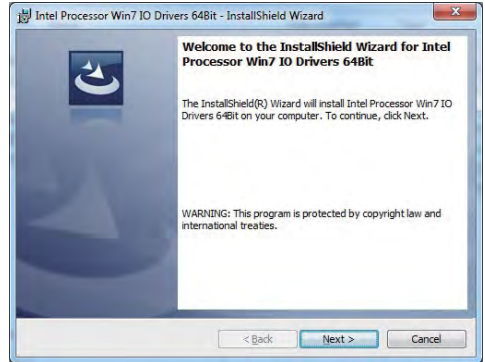 Intel Processor Win7 IO Drivers 64Bit - InstallShield Wizard
Welcome to the InstallShield Wizard for Intel
Processor Win7 IO Drivers 64Bit
The InstallShield(R) Wizard will install Intel Processor Win7 IO
Drivers 64Bit on your computer. To continue, click Next.
WARNING: This program is protected by copyright law and
international treaties.
< Back Next > Cancel